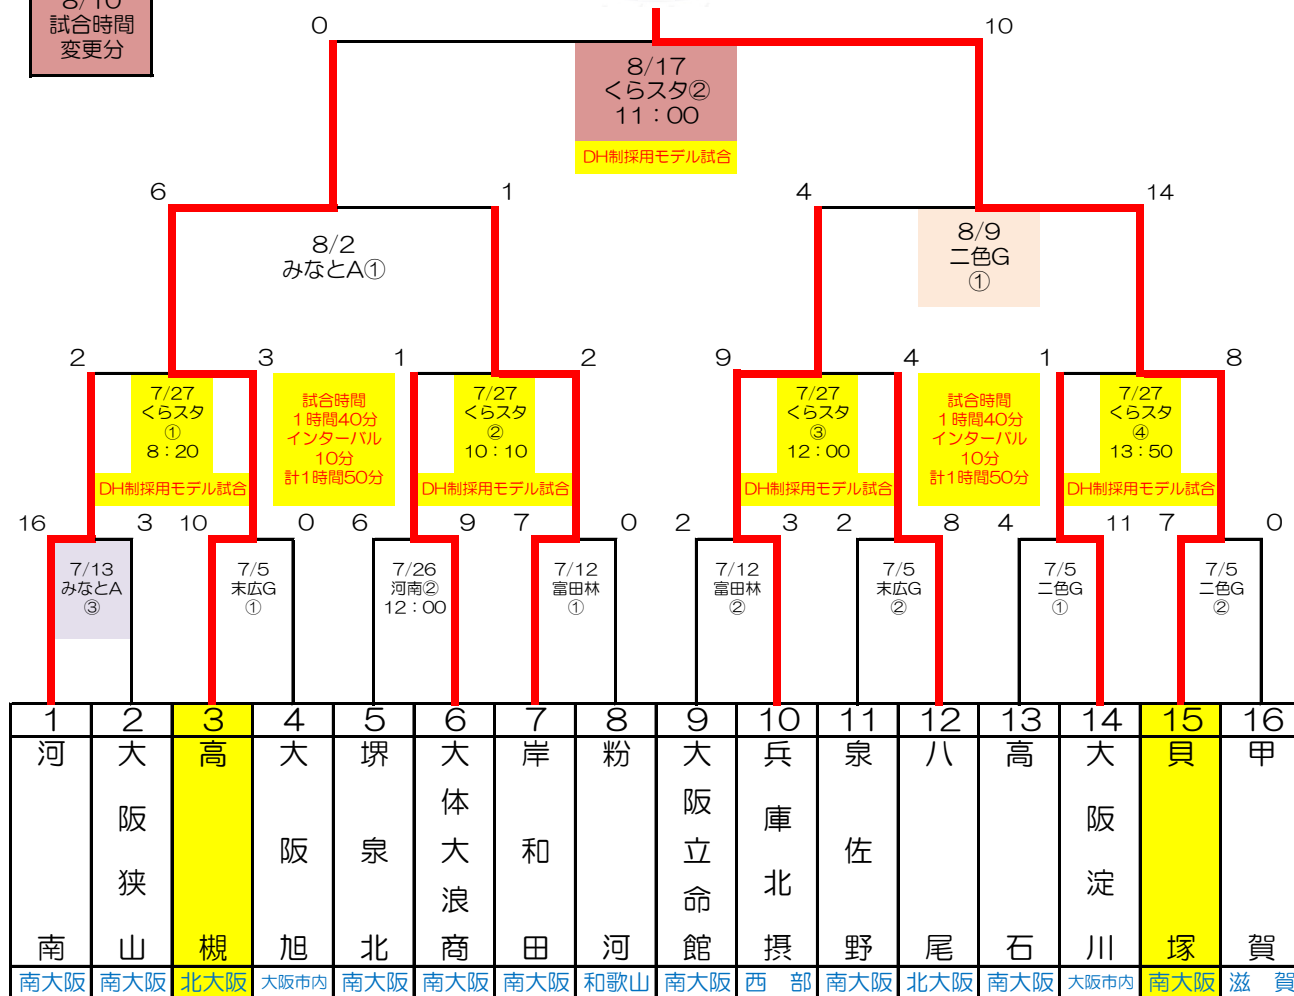 8/10
試合時間
変更分
0
10
8/17
くらスタ②
11：00
DH制採用モデル試合
6
1
4
14
8/2
みなとA①
8/9
二色G
①
2
3
1
2
9
4
1
8
7/27
くらスタ
①
8：20
DH制採用モデル試合
試合時間
１時間40分
インターバル
10分
計1時間50分
7/27
くらスタ
②
10：10
DH制採用モデル試合
7/27
くらスタ
③
12：00
DH制採用モデル試合
試合時間
１時間40分
インターバル
10分
計1時間50分
7/27
くらスタ
④
13：50
DH制採用モデル試合
16
3
10
0
6
9
7
0
2
3
2
8
4
11
7
0
7/13
みなとA
③
7/5
末広G
①
7/26
河南②
12：00
7/12
富田林
①
7/12
富田林
②
7/5
末広G
②
7/5
二色G
①
7/5
二色G
②
1 2 3 4 5 6 7 8 9 10 11 12 13 14 15 16
河南
大阪狭山
高槻
大阪旭
堺泉北
大体大浪商
岸和田
粉河
大阪立命館
兵庫北摂
泉佐野
八尾
高石
大阪淀川
貝塚
甲賀
南大阪 南大阪 北大阪 大阪市内 南大阪 南大阪 南大阪 和歌山 南大阪 西　部 南大阪 北大阪 南大阪 大阪市内 南大阪 滋　賀